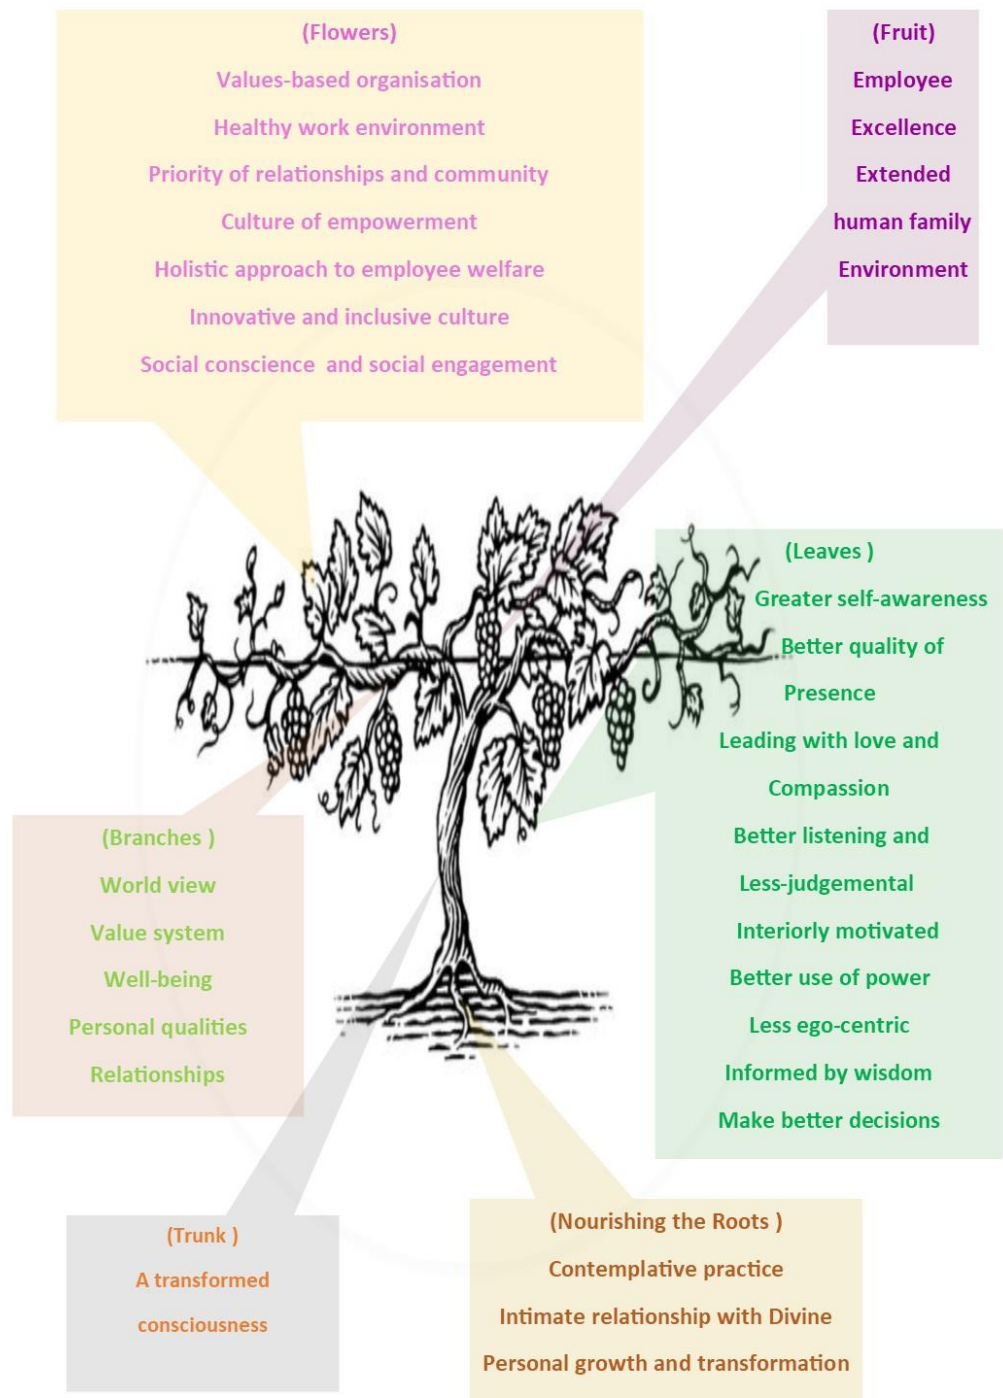 (Flowers)
Values-based organisation
Healthy work environment
Priority of relationships and community
Culture of empowerment
Holistic approach to employee welfare
Innovative and inclusive culture
Social conscience  and social engagement
(Fruit)
Employee
Excellence
Extended
human family
Environment
(Leaves )
Greater self-awareness
Better quality of
Presence
Leading with love and
Compassion
Better listening and
Less-judgemental
Interiorly motivated
Better use of power
Less ego-centric
Informed by wisdom
Make better decisions
(Branches )
World view
Value system
Well-being
Personal qualities
Relationships
(Trunk )
A transformed
consciousness
(Nourishing the Roots )
Contemplative practice
Intimate relationship with Divine
Personal growth and transformation